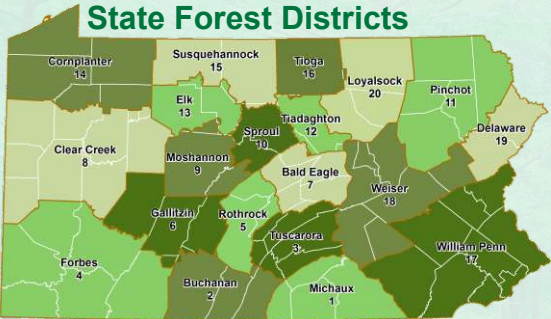 State Forest Districts
Cornplanter
14
Susquehannock
15
Tioga
16
Loyalsock
20
Pinchot
11
Elk
13
Tiadaghton
12
Delaware
19
Sproul
10
Clear Creek
8
Moshannon
9
Bald Eagle
7
Weiser
18
Gallitzin
6
Rothrock
5
Tuscarora
3
William Penn
17
Forbes
4
Buchanan
2
Michaux
1